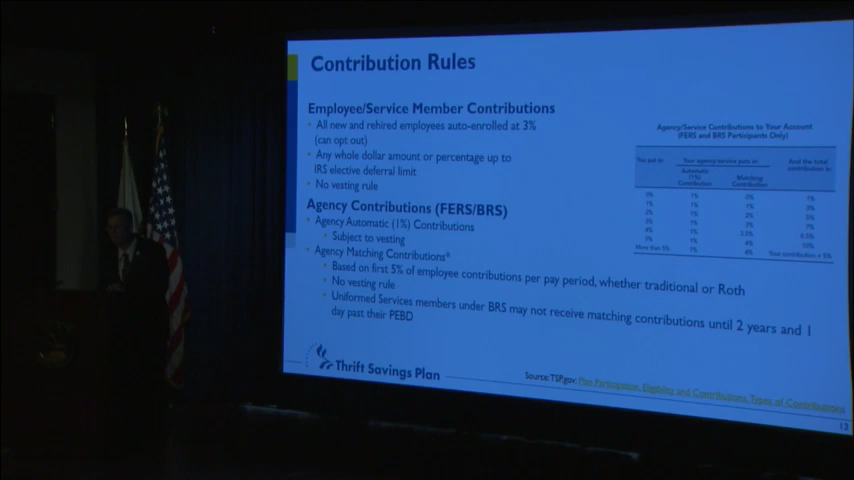 Contribution Rules
Employee/Service Member Contributions
• All new and rehired employees auto-enrolled at 3%
(can opt out)
• Any whole dollar amount or percentage up to
IRS elective deferral limit
• No vesting rule
Agency Contributions (FERS/BRS)
• Agency Automatic (1%) Contributions
• Subject to vesting
• Agency Matching Contributions*
• Based on first 5% of employee contributions per pay period, whether traditional or Roth
• No vesting rule
• Uniformed Services members under BRS may not receive matching contributions until 2 years and 1
day past their PEBD
Agency/Service Contributions to Your Account
(FERS and BRS Participants Only)
You put in: Your agency/service puts in: And the total
contribution is:
Automatic
(1%)
Contribution
Matching
Contribution
0% 1% 0% 1%
1% 1% 1% 3%
2% 1% 2% 5%
3% 1% 3% 7%
4% 1% 3.5% 8.5%
5% 1% 4% 10%
More than 5% 1% 4% Your contribution + 5%
Thrift Savings Plan
Source: TSP.gov: Plan Participation, Eligibility and Contributions, Types of Contributions
13